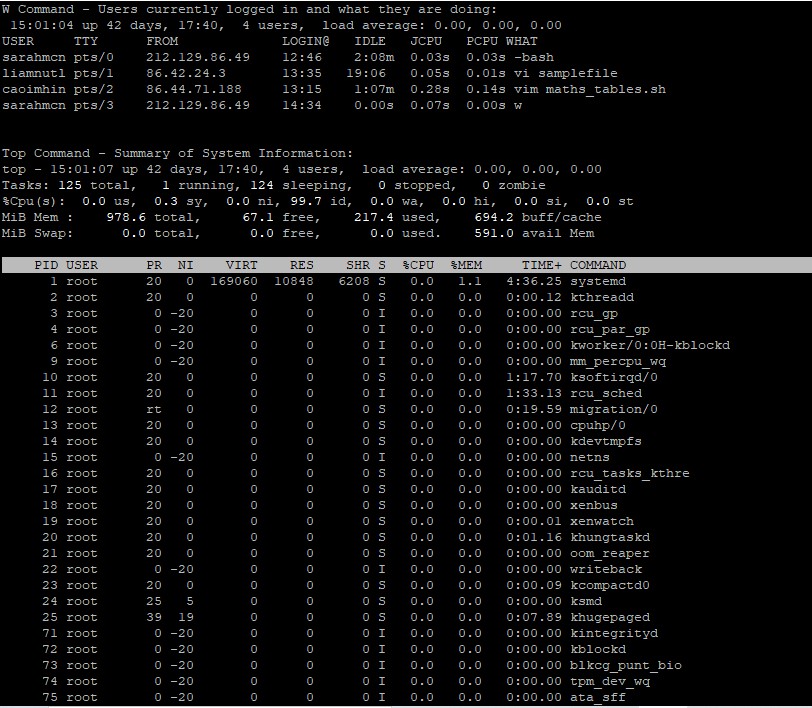 W Command - Users currently logged in and what they are doing:
 15:01:04 up 42 days, 17:40,  4 users,  load average: 0.00, 0.00, 0.00
USER     TTY      FROM             LOGIN@   IDLE   JCPU   PCPU WHAT
sarahmcn pts/0    212.129.86.49    12:46    2:08m  0.03s  0.03s -bash
liamnutl pts/1    86.42.24.3       13:35   19:06   0.05s  0.01s vi samplefile
caoimhin pts/2    86.44.71.188     13:15    1:07m  0.28s  0.14s vim maths_tables.sh
sarahmcn pts/3    212.129.86.49    14:34    0.00s  0.07s  0.00s w
Top Command - Summary of System Information:
top - 15:01:07 up 42 days, 17:40,  4 users,  load average: 0.00, 0.00, 0.00
Tasks: 125 total,   1 running, 124 sleeping,   0 stopped,   0 zombie
%Cpu(s):  0.0 us,  0.3 sy,  0.0 ni, 99.7 id,  0.0 wa,  0.0 hi,  0.0 si,  0.0 st
MiB Mem :    978.6 total,     67.1 free,    217.4 used,    694.2 buff/cache
MiB Swap:      0.0 total,      0.0 free,      0.0 used.    591.0 avail Mem
    PID USER      PR  NI    VIRT    RES    SHR S  %CPU  %MEM     TIME+ COMMAND
      1 root      20   0  169060  10848   6208 S   0.0   1.1   4:36.25 systemd
      2 root      20   0       0      0      0 S   0.0   0.0   0:00.12 kthreadd
      3 root       0 -20       0      0      0 I   0.0   0.0   0:00.00 rcu_gp
      4 root       0 -20       0      0      0 I   0.0   0.0   0:00.00 rcu_par_gp
      6 root       0 -20       0      0      0 I   0.0   0.0   0:00.00 kworker/0:0H-kblockd
      9 root       0 -20       0      0      0 I   0.0   0.0   0:00.00 mm_percpu_wq
     10 root      20   0       0      0      0 S   0.0   0.0   1:17.70 ksoftirqd/0
     11 root      20   0       0      0      0 I   0.0   0.0   1:33.13 rcu_sched
     12 root      rt   0       0      0      0 S   0.0   0.0   0:19.59 migration/0
     13 root      20   0       0      0      0 S   0.0   0.0   0:00.00 cpuhp/0
     14 root      20   0       0      0      0 S   0.0   0.0   0:00.00 kdevtmpfs
     15 root       0 -20       0      0      0 I   0.0   0.0   0:00.00 netns
     16 root      20   0       0      0      0 S   0.0   0.0   0:00.00 rcu_tasks_kthre
     17 root      20   0       0      0      0 S   0.0   0.0   0:00.00 kauditd
     18 root      20   0       0      0      0 S   0.0   0.0   0:00.00 xenbus
     19 root      20   0       0      0      0 S   0.0   0.0   0:00.01 xenwatch
     20 root      20   0       0      0      0 S   0.0   0.0   0:01.16 khungtaskd
     21 root      20   0       0      0      0 S   0.0   0.0   0:00.00 oom_reaper
     22 root       0 -20       0      0      0 I   0.0   0.0   0:00.00 writeback
     23 root      20   0       0      0      0 S   0.0   0.0   0:00.09 kcompactd0
     24 root      25   5       0      0      0 S   0.0   0.0   0:00.00 ksmd
     25 root      39  19       0      0      0 S   0.0   0.0   0:07.89 khugepaged
     71 root       0 -20       0      0      0 I   0.0   0.0   0:00.00 kintegrityd
     72 root       0 -20       0      0      0 I   0.0   0.0   0:00.00 kblockd
     73 root       0 -20       0      0      0 I   0.0   0.0   0:00.00 blkcg_punt_bio
     74 root       0 -20       0      0      0 I   0.0   0.0   0:00.00 tpm_dev_wq
     75 root       0 -20       0      0      0 I   0.0   0.0   0:00.00 ata_sff